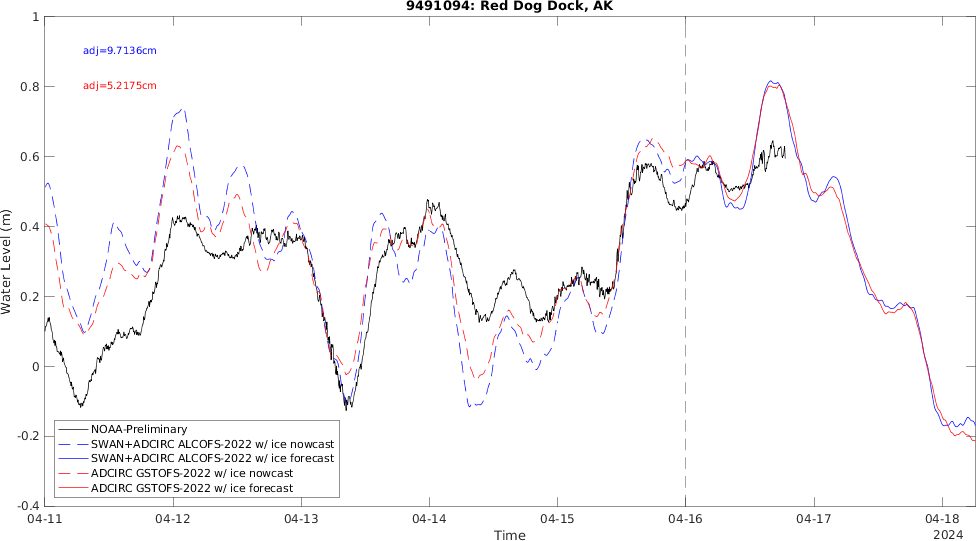 9491094: Red Dog Dock, AK
adj=9.7136cm
adj=5.2175cm
Water Level (m)
1
0.8
0.6
0.4
0.2
0
-0.2
-0.4
NOAA-Preliminary
SWAN+ADCIRC ALCOFS-2022 w/ ice nowcast
SWAN+ADCIRC ALCOFS-2022 w/ ice forecast
ADCIRC GSTOFS-2022 w/ ice nowcast
ADCIRC GSTOFS-2022 w/ ice forecast
04-11 04-12 04-13 04-14 04-15 04-16 04-17 04-18
Time
2024